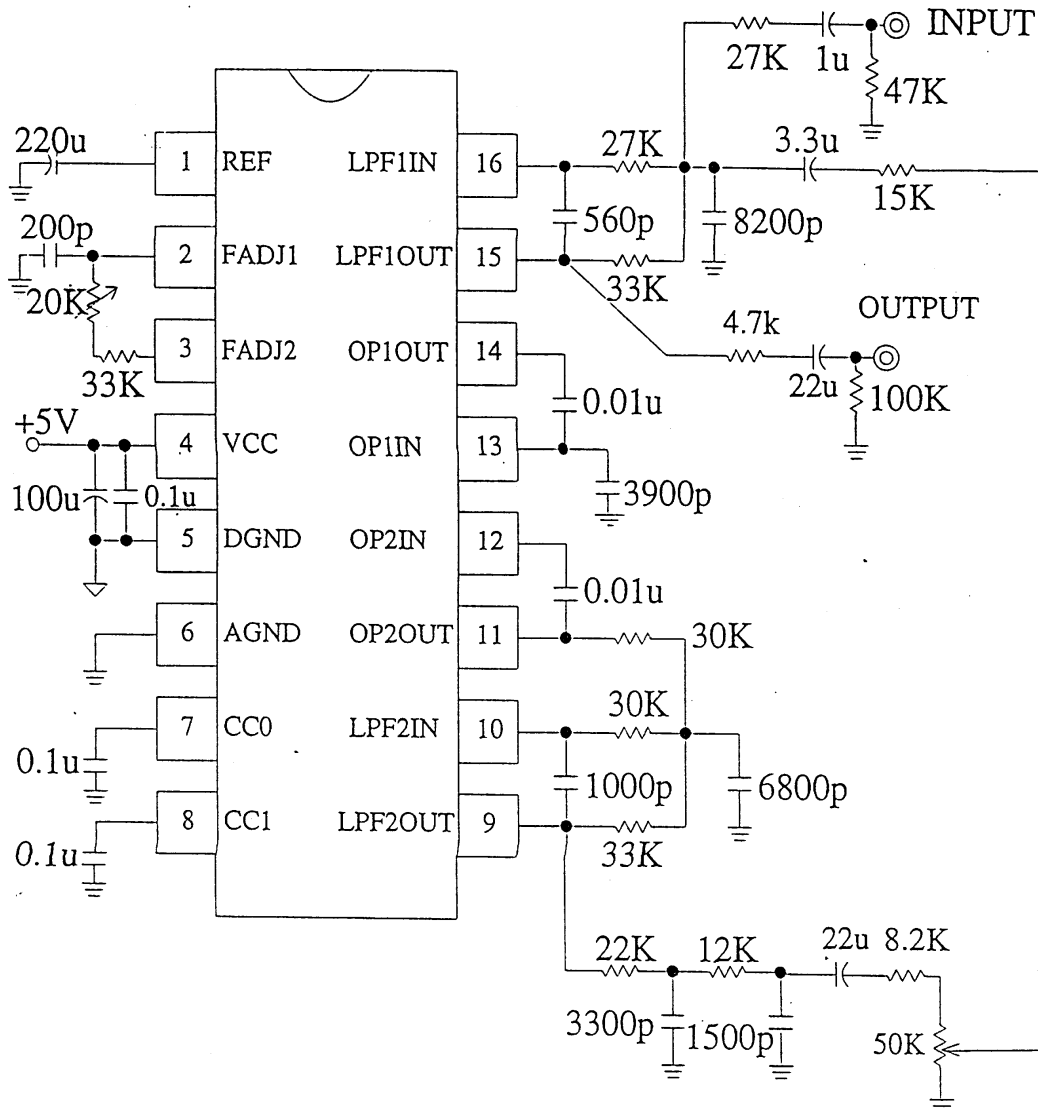 INPUT
27K
1u
47K
220u
1
REF
LPF1IN
16
27K
3.3u
15K
560p
8200p
200p
2
FADJ1
LPF1OUT
15
33K
20K
OUTPUT
4.7k
22u
100K
3
FADJ2
OP1OUT
14
33K
0.01u
+5V
4
VCC
OP1IN
13
3900p
100u
0.1u
5
DGND
OP2IN
12
0.01u
6
AGND
OP2OUT
11
30K
30K
7
CC0
LPF2IN
10
0.1u
1000p
6800p
8
CC1
LPF2OUT
9
33K
0.1u
22K
12K
22u
8.2K
3300p
1500p
50K